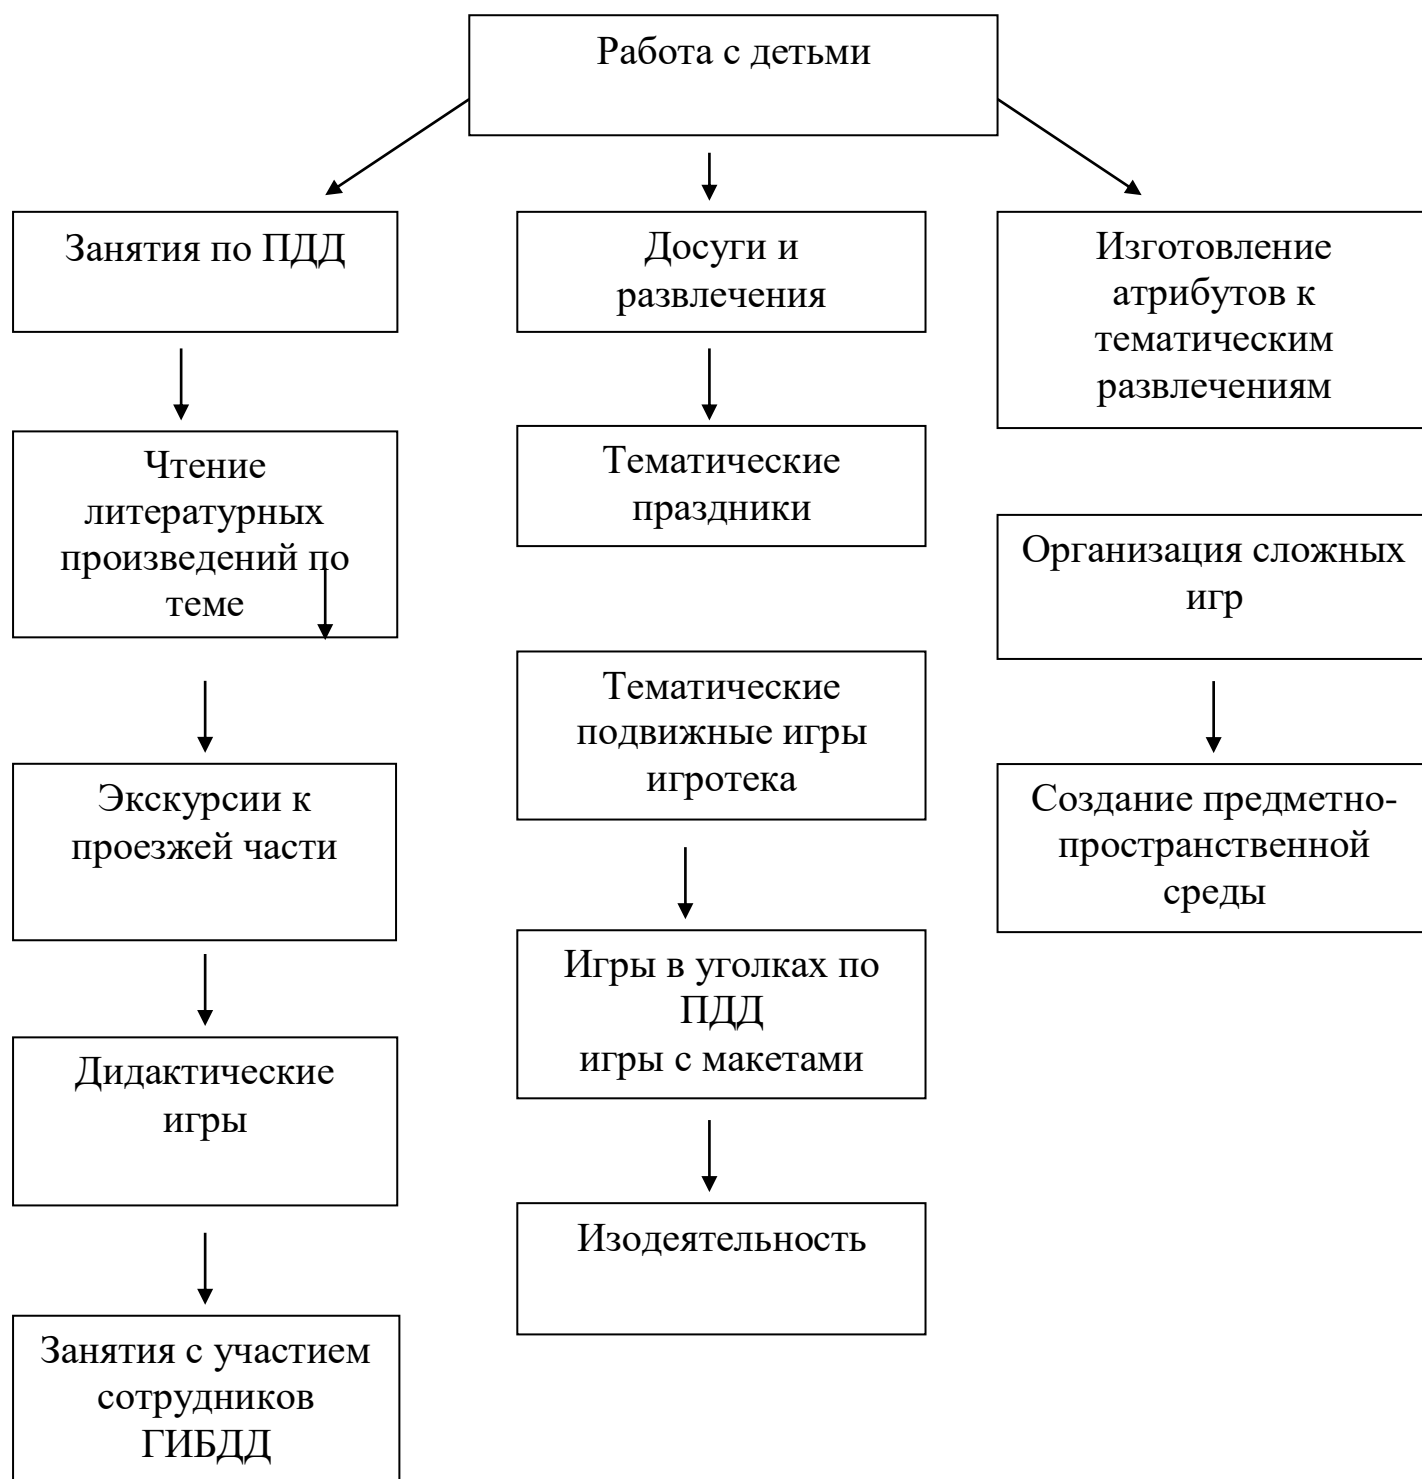 Работа с детьми
Занятия по ПДД
Чтение
литературных
произведений по
теме
Экскурсии к
проезжей части
Дидактические
игры
Занятия с участием
сотрудников
ГИБДД
Досуги и
развлечения
Тематические
праздники
Тематические
подвижные игры
игротека
Игры в уголках по
ПДД
игры с макетами
Изодеятельность
Изготовление
атрибутов к
тематическим
развлечениям
Организация сложных
игр
Создание предметно-
пространственной
среды